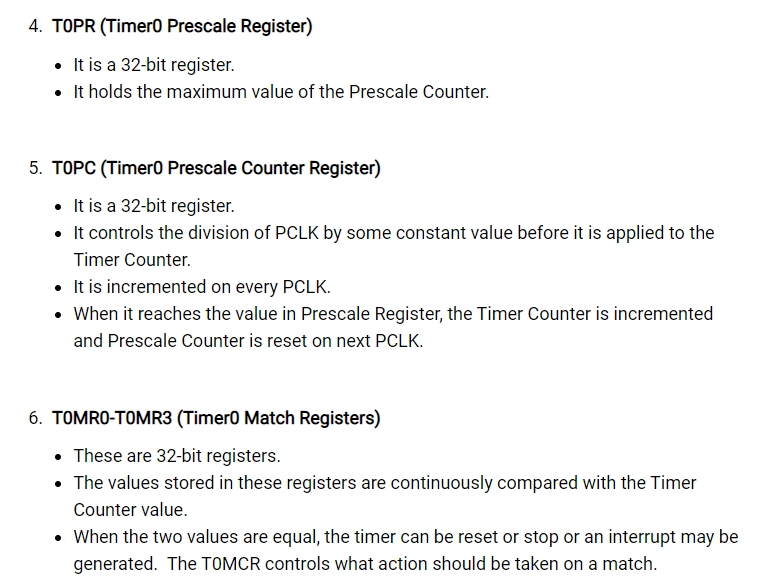 4. T0PR (Timer0 Prescale Register)
• It is a 32-bit register.
• It holds the maximum value of the Prescale Counter.
5. T0PC (Timer0 Prescale Counter Register)
• It is a 32-bit register.
• It controls the division of PCLK by some constant value before it is applied to the
Timer Counter.
• It is incremented on every PCLK.
• When it reaches the value in Prescale Register, the Timer Counter is incremented
and Prescale Counter is reset on next PCLK.
6. T0MR0-T0MR3 (Timer0 Match Registers)
• These are 32-bit registers.
• The values stored in these registers are continuously compared with the Timer
Counter value.
• When the two values are equal, the timer can be reset or stop or an interrupt may be
generated.  The T0MCR controls what action should be taken on a match.